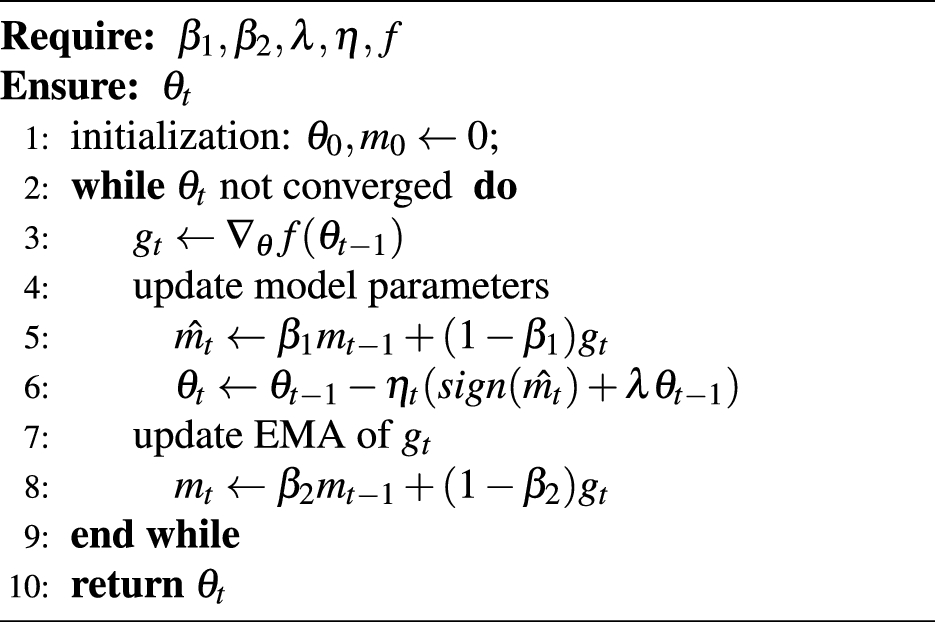 Require: β₁, β₂, λ, η, f
Ensure: θₜ
1: initialization: θ₀, m₀ ← 0;
2: while θₜ not converged do
3: gₜ ← ∇_θ f(θₜ₋₁)
4: update model parameters
5: m̂ₜ ← β₁mₜ₋₁ + (1 − β₁)gₜ
6: θₜ ← θₜ₋₁ − ηₜ(sign(m̂ₜ) + λθₜ₋₁)
7: update EMA of gₜ
8: mₜ ← β₂mₜ₋₁ + (1 − β₂)gₜ
9: end while
10: return θₜ